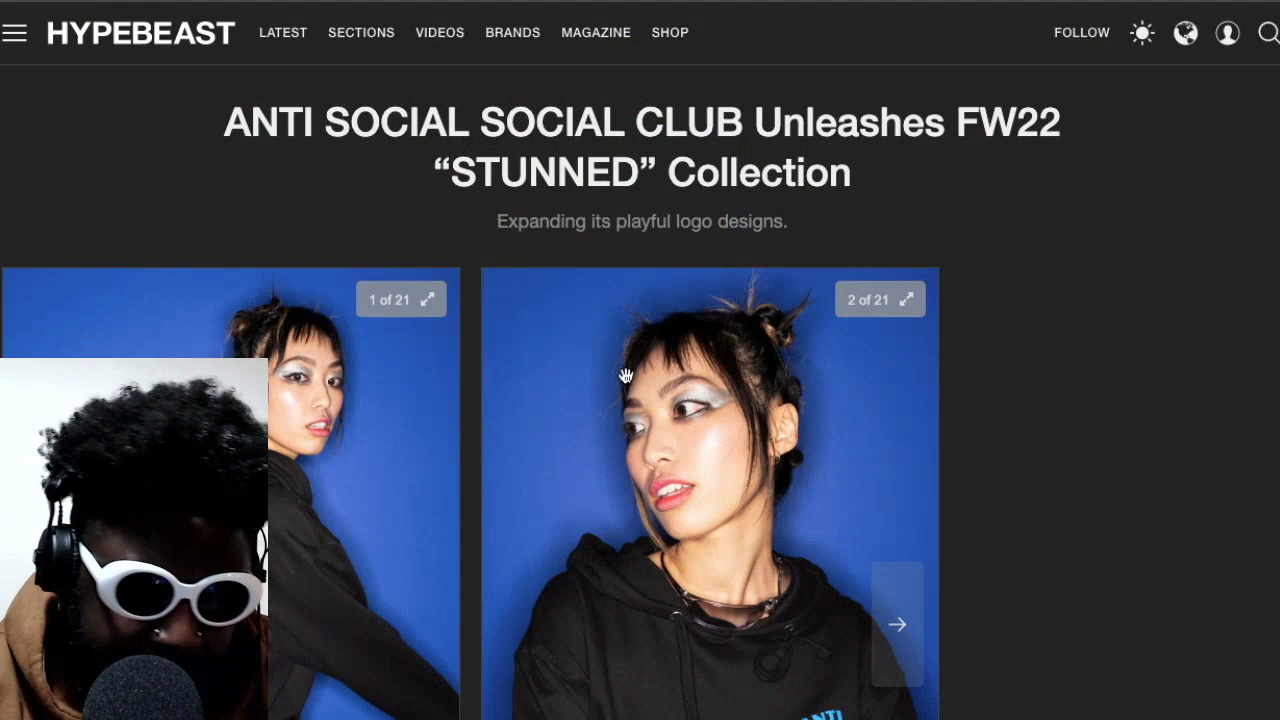 HYPEBEAST LATEST SECTIONS VIDEOS BRANDS MAGAZINE SHOP FOLLOW
ANTI SOCIAL SOCIAL CLUB Unleashes FW22
“STUNNED” Collection
Expanding its playful logo designs.
1 of 21
2 of 21
ANTI